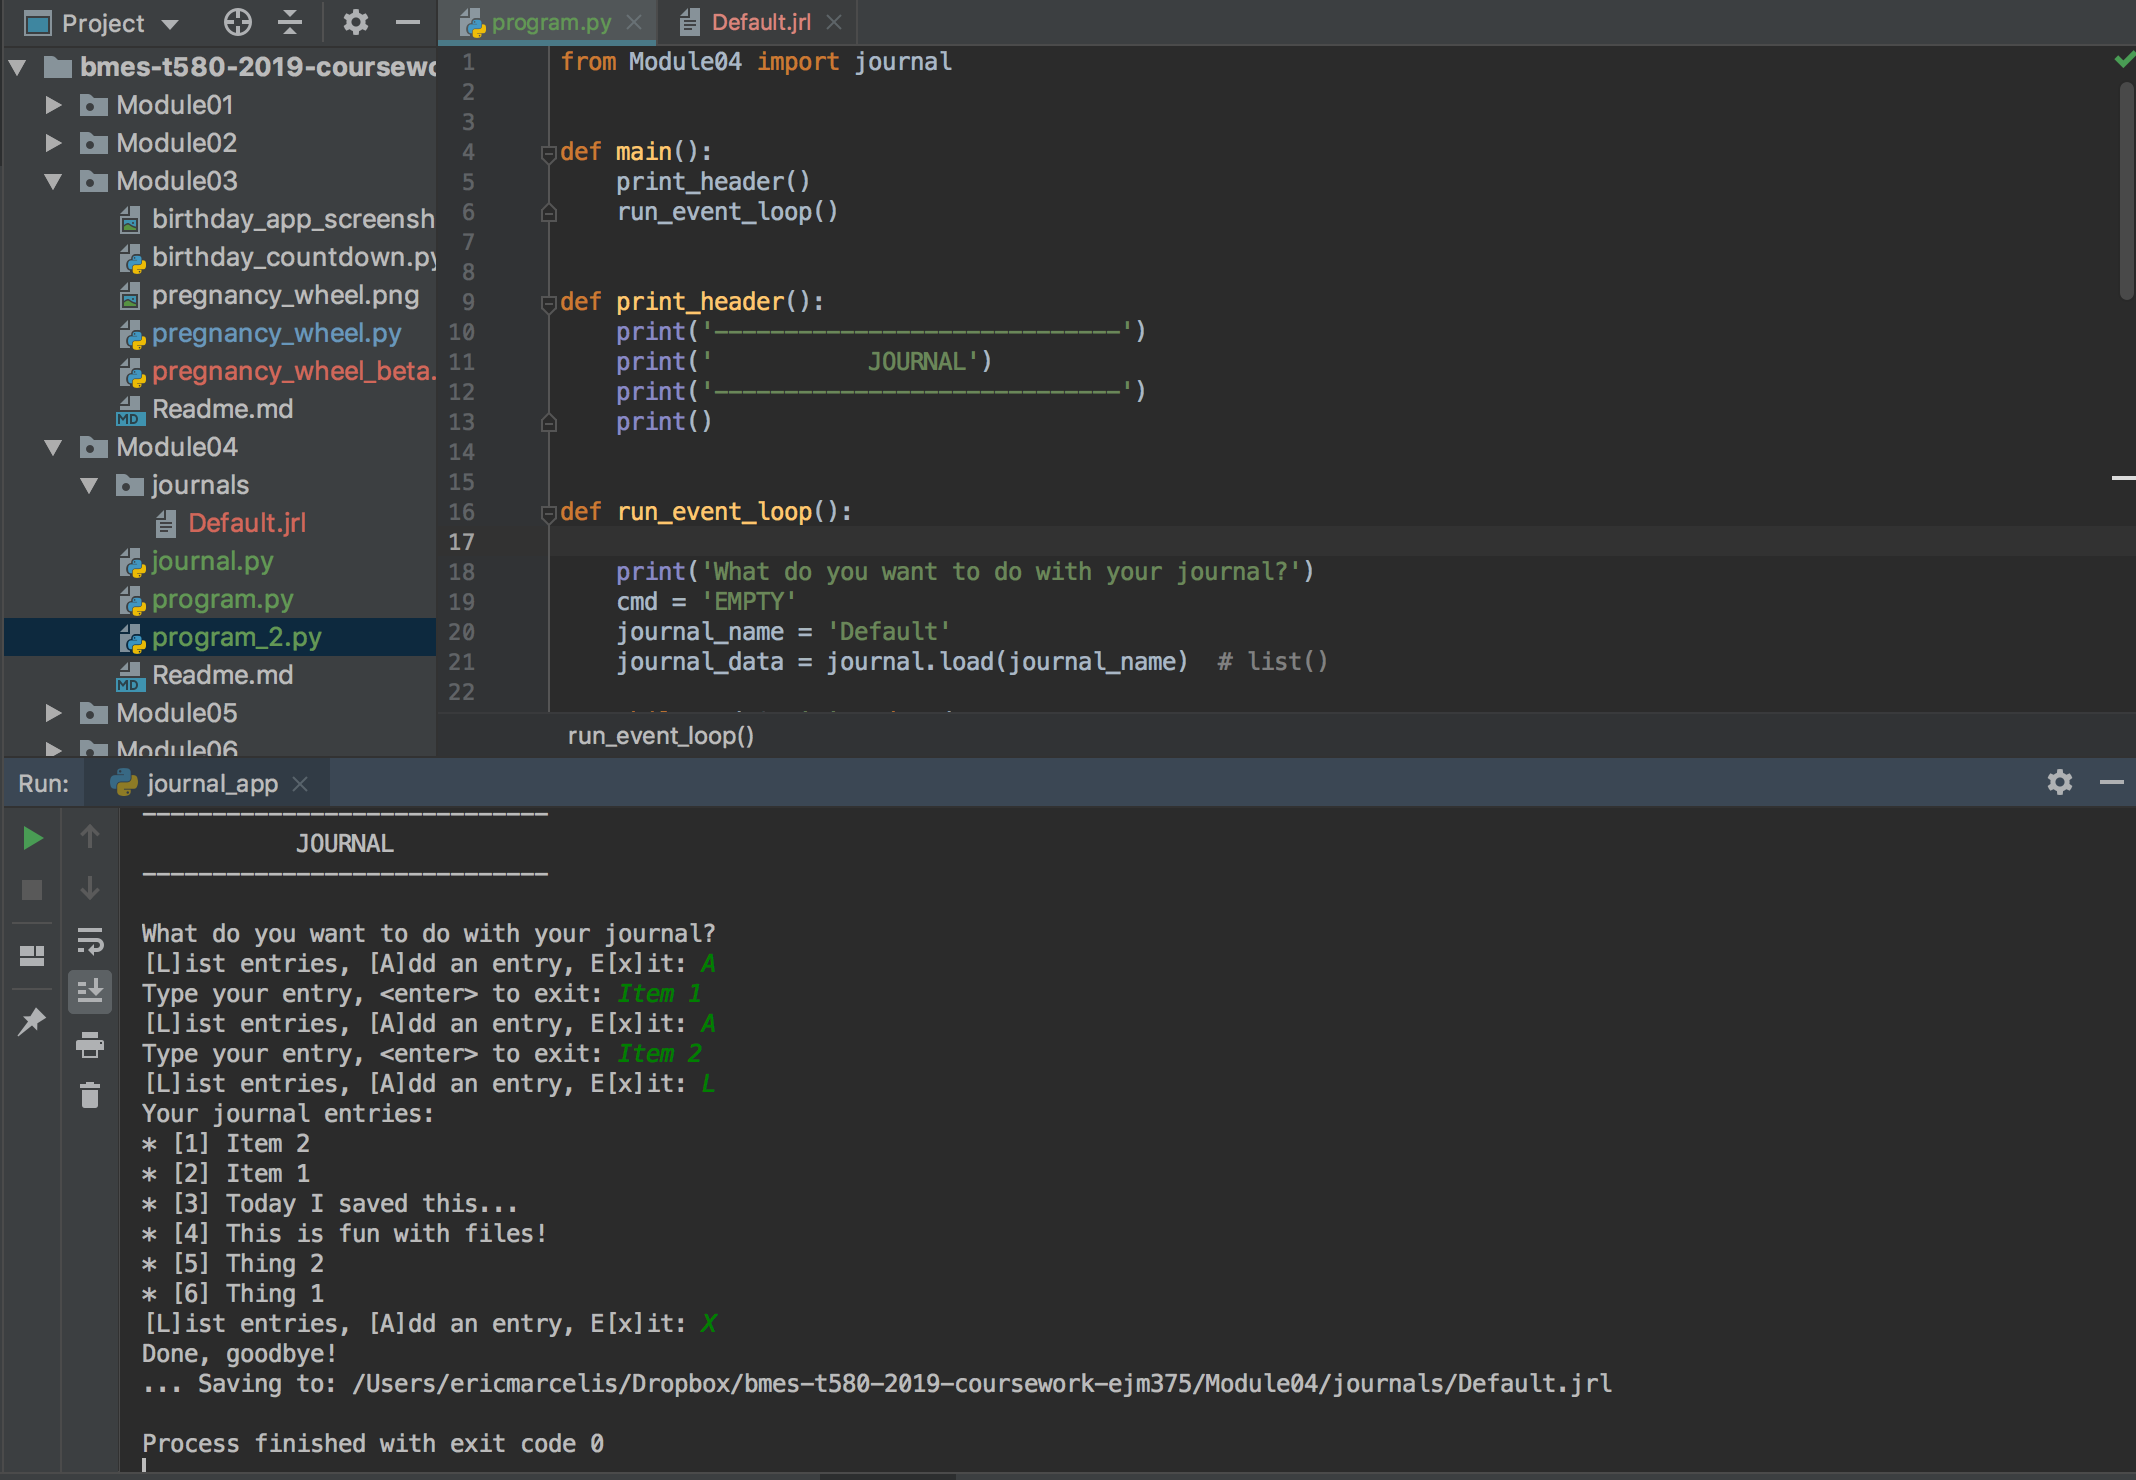 Project
program.py
Default.jrl
bmes-t580-2019-coursewo
Module01
Module02
Module03
birthday_app_screensh
birthday_countdown.py
pregnancy_wheel.png
pregnancy_wheel.py
pregnancy_wheel_beta.
Readme.md
Module04
journals
Default.jrl
journal.py
program.py
program_2.py
Readme.md
Module05
Module06
1 from Module04 import journal
2
3
4 def main():
5     print_header()
6     run_event_loop()
7
8
9 def print_header():
10     print('-----------------------------')
11     print('           JOURNAL')
12     print('-----------------------------')
13     print()
14
15
16 def run_event_loop():
17
18     print('What do you want to do with your journal?')
19     cmd = 'EMPTY'
20     journal_name = 'Default'
21     journal_data = journal.load(journal_name)  # list()
22
run_event_loop()
Run:
journal_app
-----------------------------
           JOURNAL
-----------------------------
What do you want to do with your journal?
[L]ist entries, [A]dd an entry, E[x]it: A
Type your entry, <enter> to exit: Item 1
[L]ist entries, [A]dd an entry, E[x]it: A
Type your entry, <enter> to exit: Item 2
[L]ist entries, [A]dd an entry, E[x]it: L
Your journal entries:
* [1] Item 2
* [2] Item 1
* [3] Today I saved this...
* [4] This is fun with files!
* [5] Thing 2
* [6] Thing 1
[L]ist entries, [A]dd an entry, E[x]it: X
Done, goodbye!
... Saving to: /Users/ericmarcelis/Dropbox/bmes-t580-2019-coursework-ejm375/Module04/journals/Default.jrl
Process finished with exit code 0